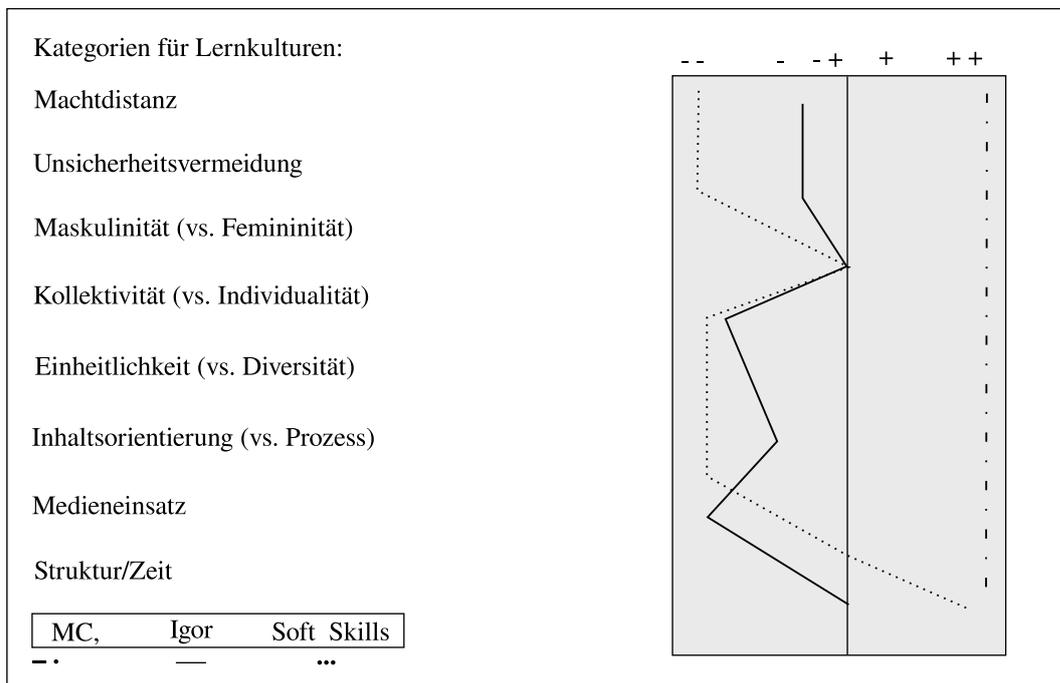 Kategorien für Lernkulturen:
- - - - + + + +
Machtdistanz
Unsicherheitsvermeidung
Maskulinität (vs. Femininität)
Kollektivität (vs. Individualität)
Einheitlichkeit (vs. Diversität)
Inhaltsorientierung (vs. Prozess)
Medieneinsatz
Struktur/Zeit
MC, Igor Soft Skills